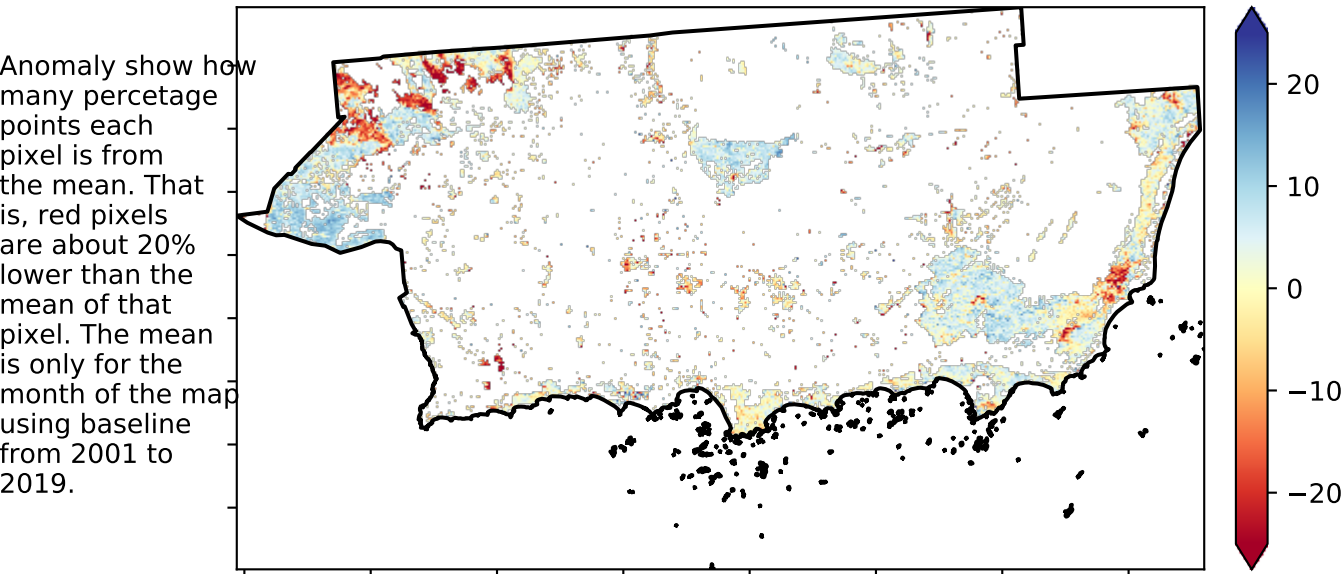 Anomaly show how
many percetage
points each
pixel is from
the mean. That
is, red pixels
are about 20%
lower than the
mean of that
pixel. The mean
is only for the
month of the map
using baseline
from 2001 to
2019.
20
10
0
−10
−20